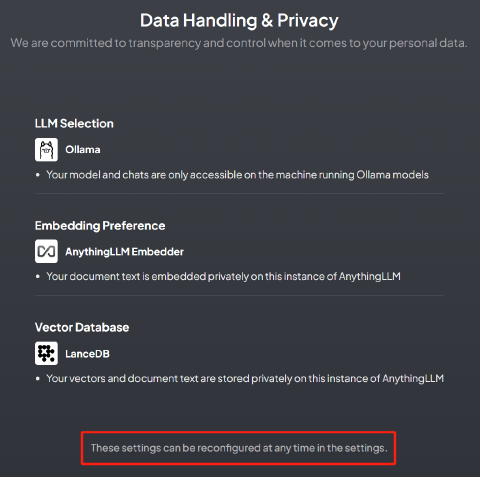 Data Handling & Privacy
We are committed to transparency and control when it comes to your personal data.
LLM Selection
Ollama
• Your model and chats are only accessible on the machine running Ollama models
Embedding Preference
AnythingLLM Embedder
• Your document text is embedded privately on this instance of AnythingLLM
Vector Database
LanceDB
• Your vectors and document text are stored privately on this instance of AnythingLLM
These settings can be reconfigured at any time in the settings.